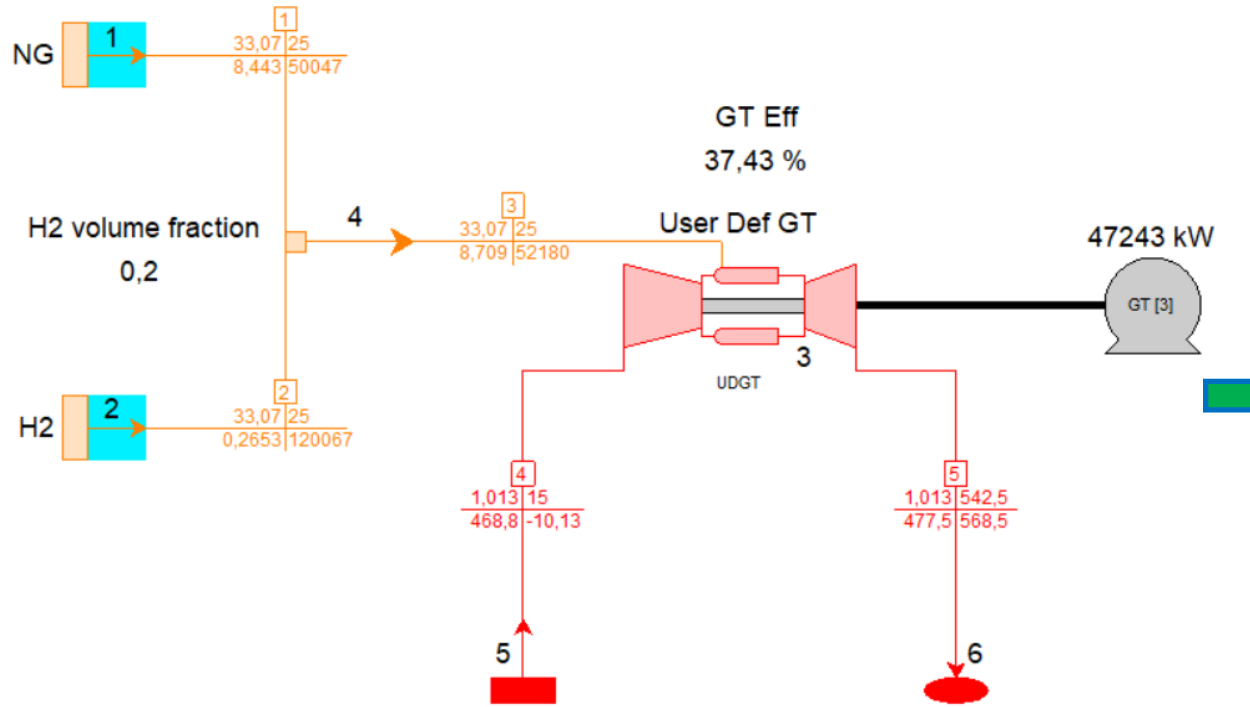 1
NG
1
33,07 25
8,443 50047
GT Eff
37,43 %
H2 volume fraction
0,2
4
3
33,07 25
8,709 52180
User Def GT
47243 kW
GT [3]
3
UDGT
2
H2
2
33,07 25
0,2653 120067
4
1,013 15
468,8 -10,13
5
1,013 542,5
477,5 568,5
5
6